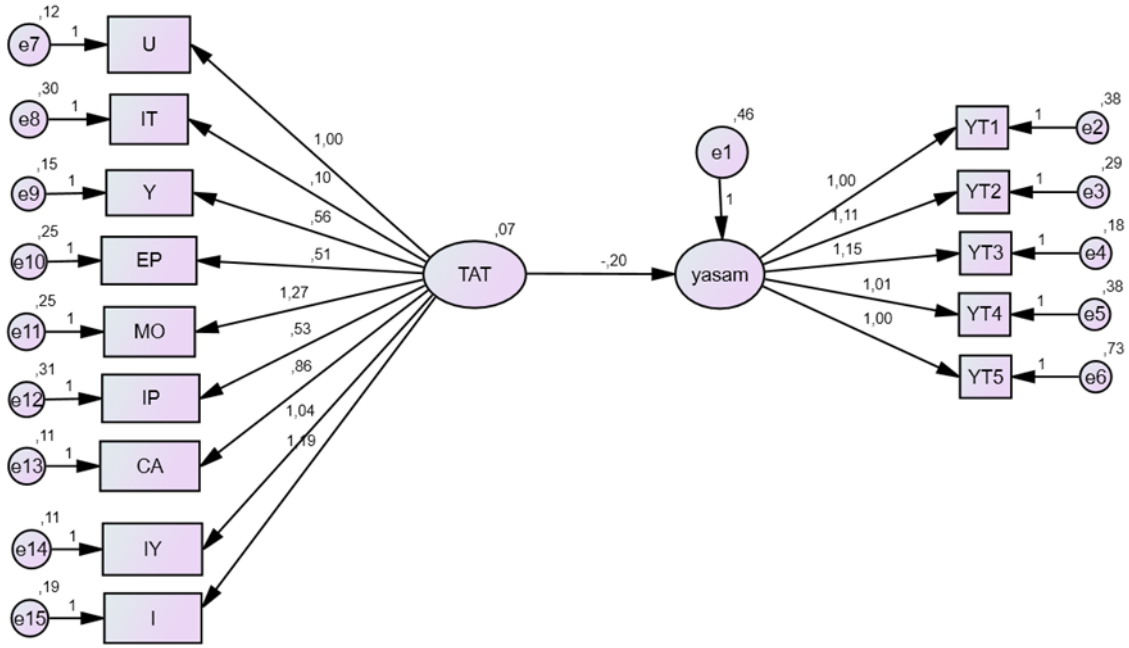 ,12
e7
1
U
,30
e8
1
IT
,15
e9
1
Y
,25
e10
1
EP
,25
e11
1
MO
,31
e12
1
IP
,11
e13
1
CA
,11
e14
1
IY
,19
e15
1
I
1,00
,10
,56
,51
1,27
,53
,86
1,04
1,19
,07
TAT
-,20
,46
e1
1
yasam
1,00
1,11
1,15
1,01
1,00
YT1
1
,38
e2
YT2
1
,29
e3
YT3
1
,18
e4
YT4
1
,38
e5
YT5
1
,73
e6